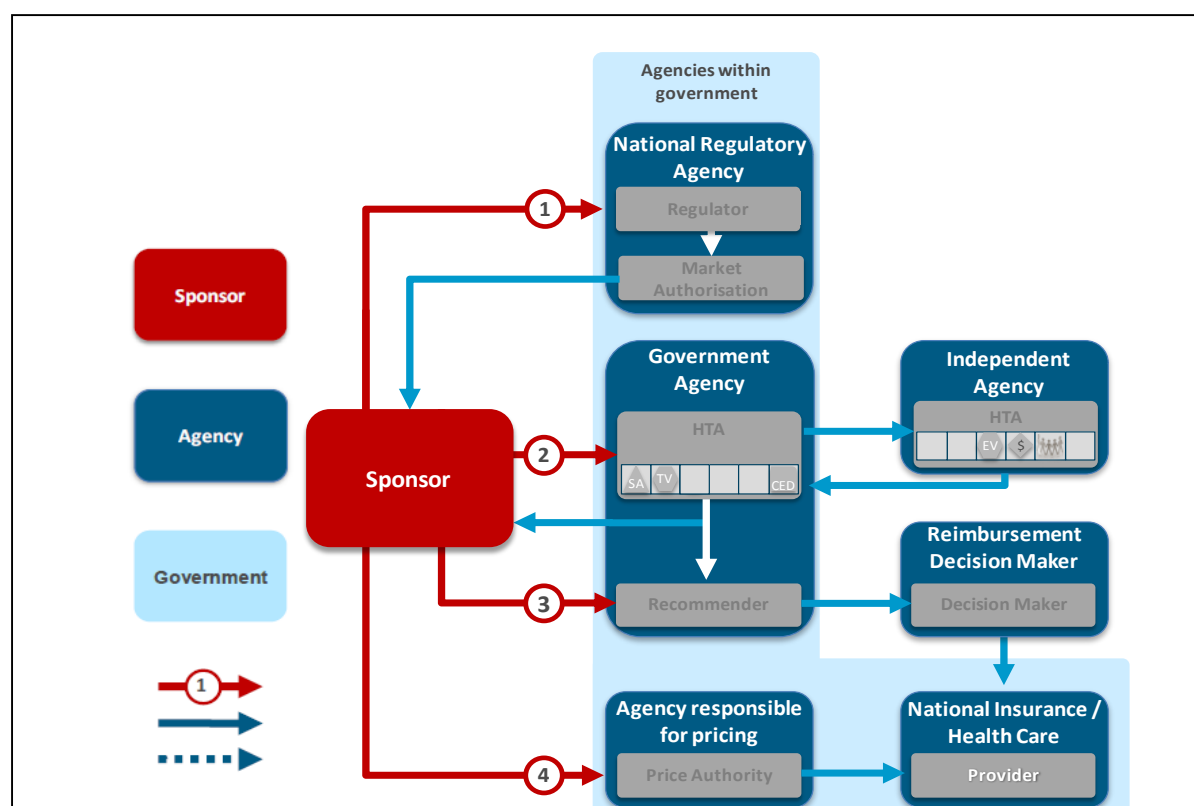 Agencies within
government
National Regulatory
Agency
Regulator
Market
Authorisation
1
Sponsor
Agency
Government
1
Sponsor
2
3
4
Government
Agency
HTA
SA TV CED
Recommender
Independent
Agency
HTA
EV $
Reimbursement
Decision Maker
Decision Maker
Agency responsible
for pricing
Price Authority
National Insurance /
Health Care
Provider